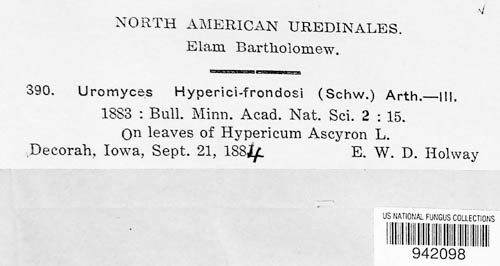 NORTH AMERICAN UREDINALES.
Elam Bartholomew.
390. Uromyces Hyperici-frondosi (Schw.) Arth.—III.
1883 : Bull. Minn. Acad. Nat. Sci. 2 : 15.
On leaves of Hypericum Ascyron L.
Decorah, Iowa, Sept. 21, 1884 E. W. D. Holway
US NATIONAL FUNGUS COLLECTIONS
942098